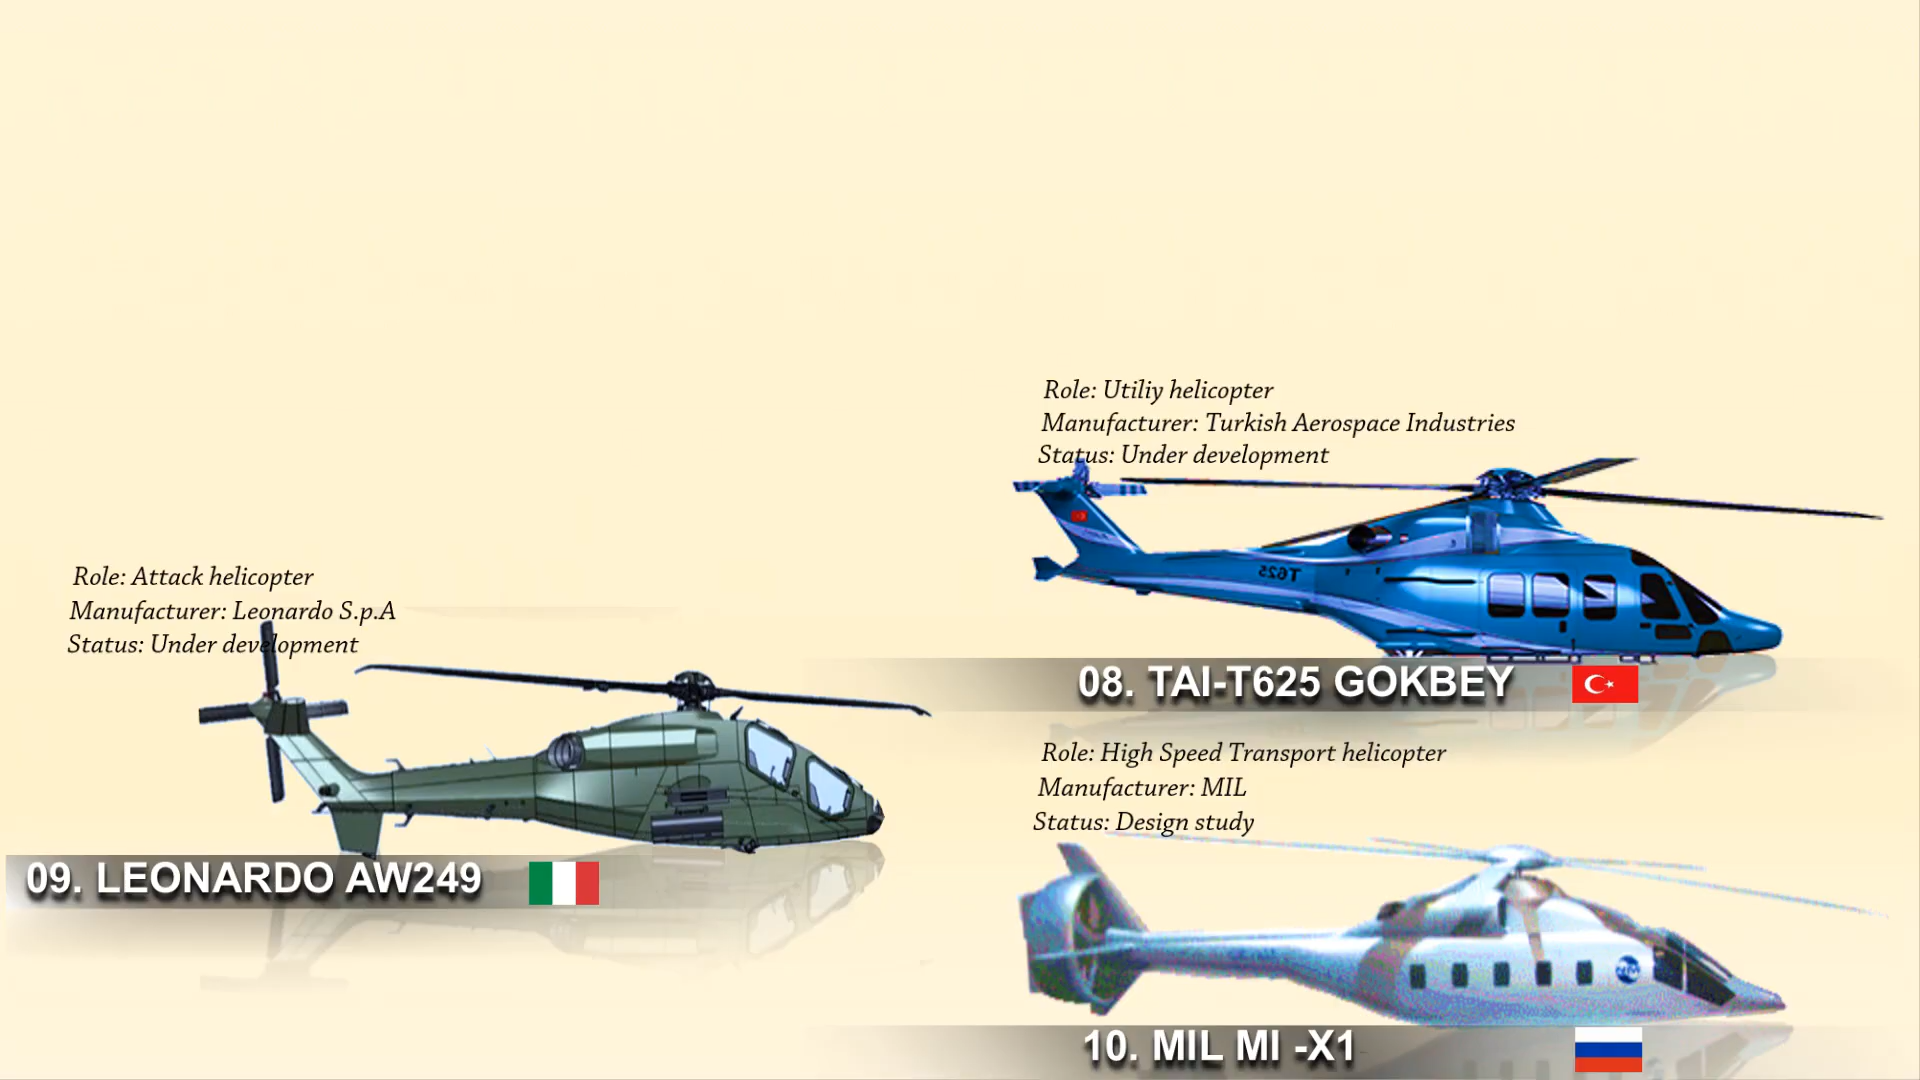 Role: Utiliy helicopter
Manufacturer: Turkish Aerospace Industries
Status: Under development
T625
08. TAI-T625 GOKBEY
Role: Attack helicopter
Manufacturer: Leonardo S.p.A
Status: Under development
09. LEONARDO AW249
Role: High Speed Transport helicopter
Manufacturer: MIL
Status: Design study
10. MIL MI -X1